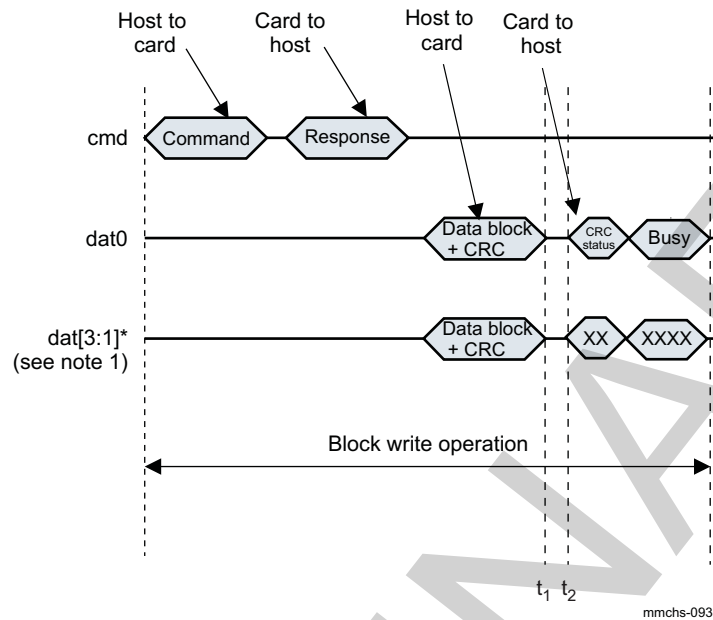 Host to
card
Card to
host
Host to
card
Card to
host
cmd
Command
Response
dat0
Data block
+ CRC
CRC
status
Busy
dat[3:1]*
(see note 1)
Data block
+ CRC
XX
XXXX
Block write operation
t1 t2
mmchs-093